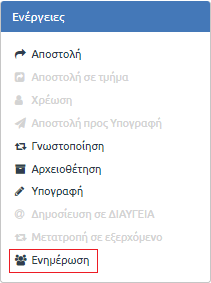 Ενέργειες
Αποστολή
Αποστολή σε τμήμα
Χρέωση
Αποστολή προς Υπογραφή
Γνωστοποίηση
Αρχειοθέτηση
Υπογραφή
Δημοσίευση σε ΔΙΑΥΓΕΙΑ
Μετατροπή σε εξερχόμενο
Ενημέρωση